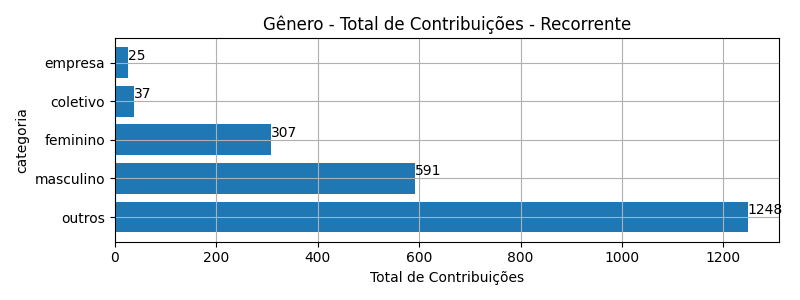 Gênero - Total de Contribuições - Recorrente
categoria
empresa 25
coletivo 37
feminino 307
masculino 591
outros 1248
0 200 400 600 800 1000 1200
Total de Contribuições